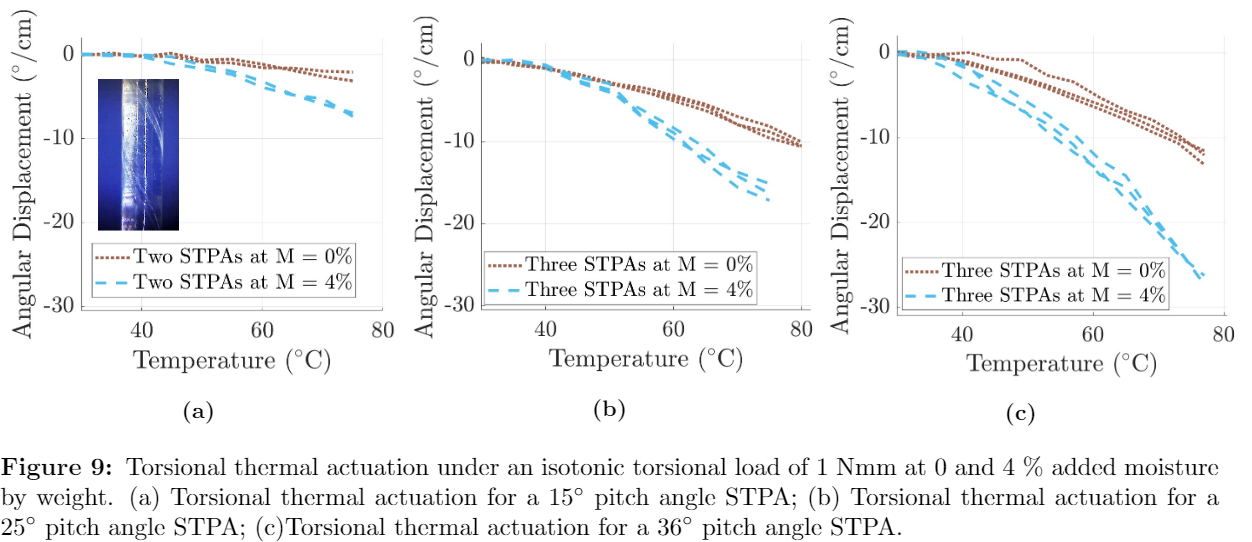 Angular Displacement (°/cm)
0
-10
-20
-30
Two STPAs at M = 0%
Two STPAs at M = 4%
40
60
80
Temperature (°C)
(a)
Angular Displacement (°/cm)
0
-10
-20
-30
Three STPAs at M = 0%
Three STPAs at M = 4%
40
60
80
Temperature (°C)
(b)
Angular Displacement (°/cm)
0
-10
-20
-30
Three STPAs at M = 0%
Three STPAs at M = 4%
40
60
80
Temperature (°C)
(c)
Figure 9: Torsional thermal actuation under an isotonic torsional load of 1 Nmm at 0 and 4 % added moisture
by weight. (a) Torsional thermal actuation for a 15° pitch angle STPA; (b) Torsional thermal actuation for a
25° pitch angle STPA; (c)Torsional thermal actuation for a 36° pitch angle STPA.